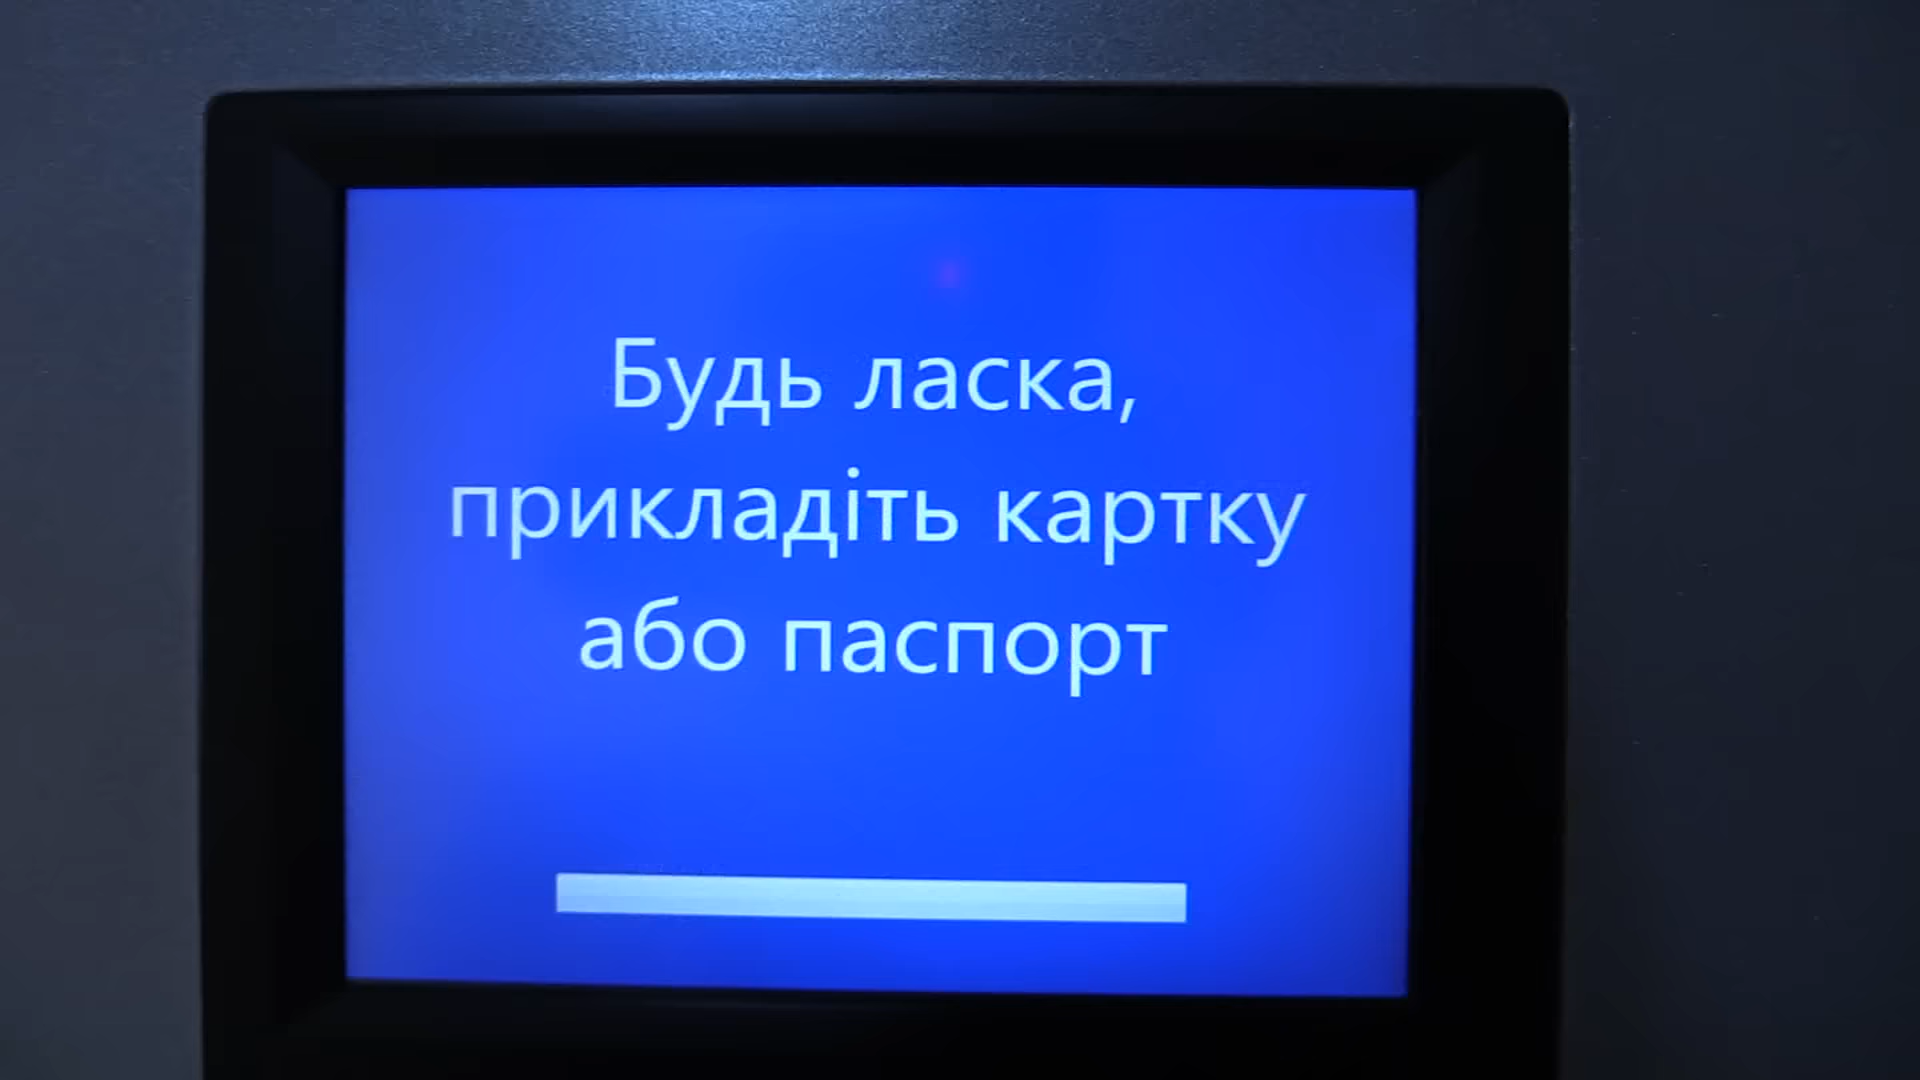 Будь ласка,
прикладіть картку
або паспорт